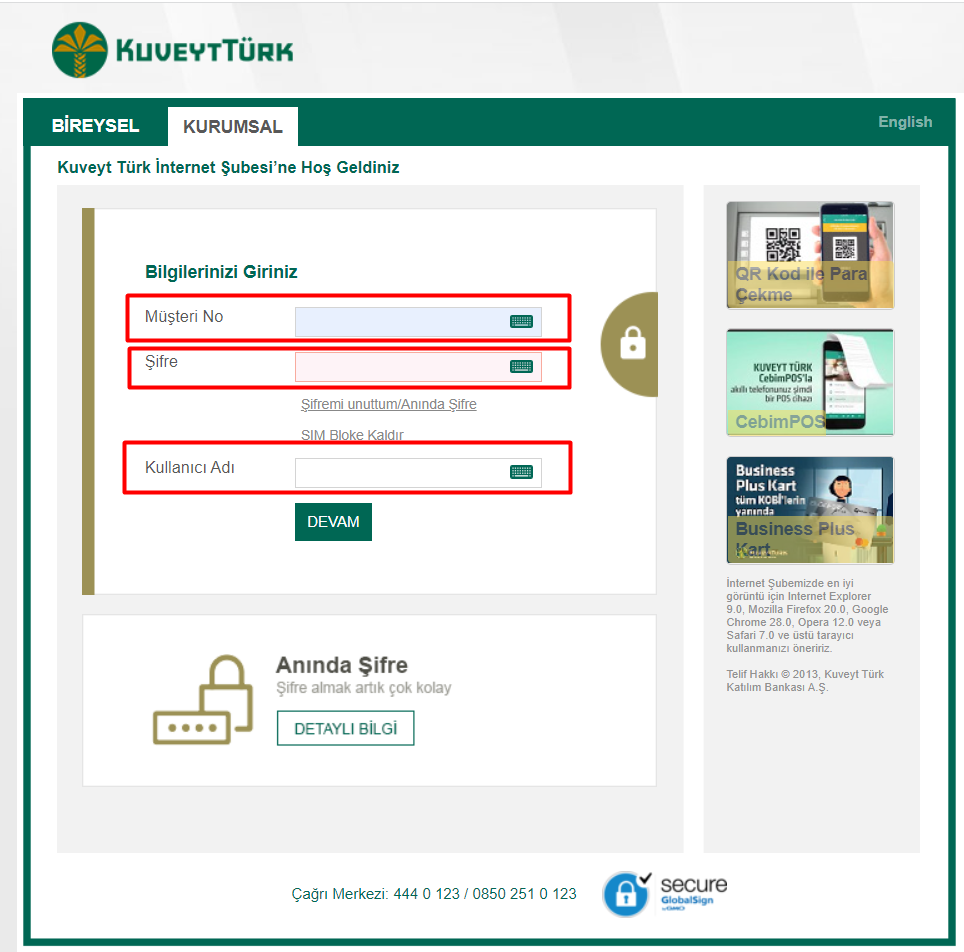 KUVEYTTÜRK
BİREYSEL
KURUMSAL
English
Kuveyt Türk İnternet Şubesi'ne Hoş Geldiniz
Bilgilerinizi Giriniz
Müşteri No
Şifre
Şifremi unuttum/Anında Şifre
SIM Bloke Kaldır
Kullanıcı Adı
DEVAM
Anında Şifre
Şifre almak artık çok kolay
DETAYLI BİLGİ
QR Kod ile Para
Çekme
KUVEYT TÜRK
CebimPOS'la
akıllı telefonunuz şimdi
bir POS cihazı
CebimPOS
Business
Plus Kart
tüm KOBİ'lerin
yanında
Business Plus
Kart
İnternet Şubemizde en iyi
görüntü için Internet Explorer
9.0, Mozilla Firefox 20.0, Google
Chrome 28.0, Opera 12.0 veya
Safari 7.0 ve üstü tarayıcı
kullanmanızı öneririz.
Telif Hakkı © 2013, Kuveyt Türk
Katılım Bankası A.Ş.
Çağrı Merkezi: 444 0 123 / 0850 251 0 123
secure
GlobalSign
by GMO